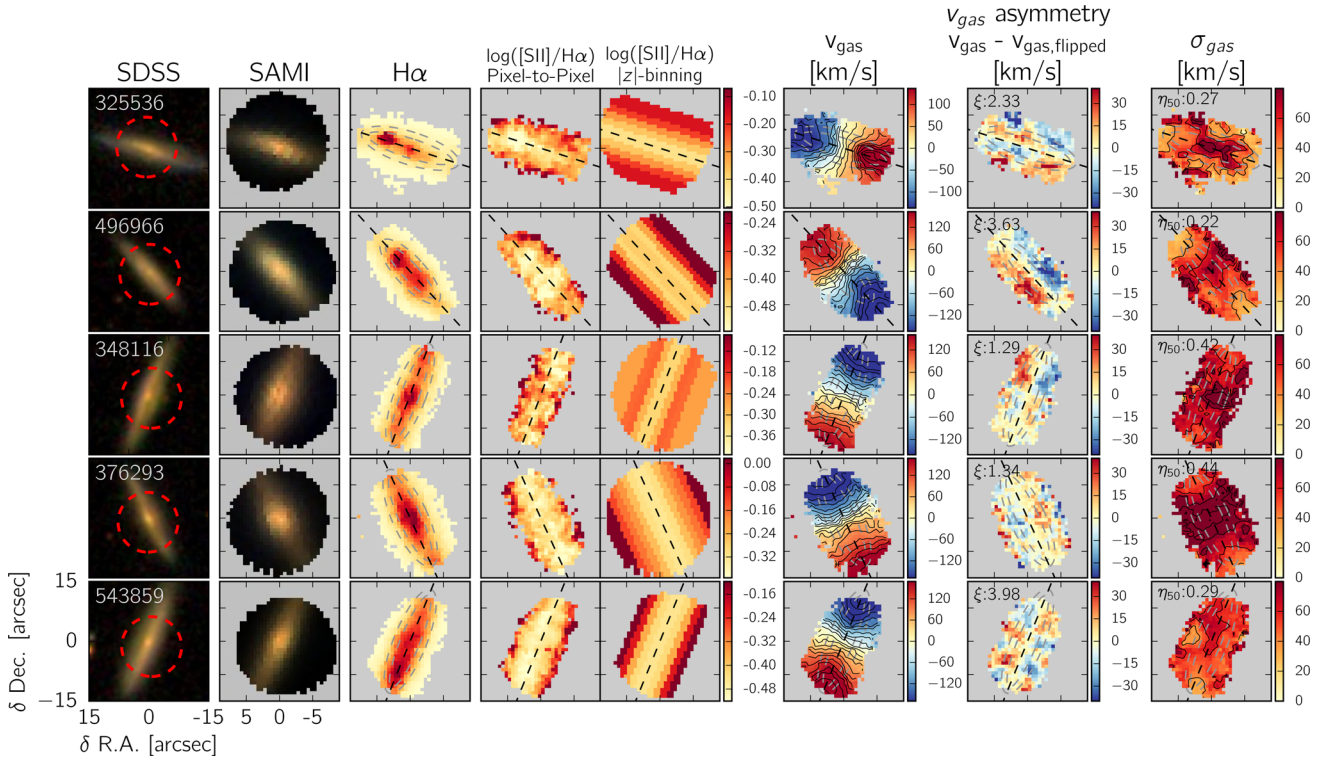 v_gas asymmetry
log([SII]/Hα) log([SII]/Hα) v_gas v_gas - v_gas,flipped σ_gas
SDSS SAMI Hα Pixel-to-Pixel |z|-binning [km/s] [km/s] [km/s]
325536 ξ:2.33 η50:0.27
-0.10 -0.20 -0.30 -0.40 -0.50
100 50 0 −50 −100
30 15 0 −15 −30
60 40 20 0
496966 ξ:3.63 η50:0.22
-0.24 -0.32 -0.40 -0.48
120 60 0 −60 −120
30 15 0 −15 −30
60 40 20 0
348116 ξ:1.29 η50:0.42
-0.12 -0.18 -0.24 -0.30 -0.36
120 60 0 −60 −120
30 15 0 −15 −30
60 40 20 0
376293 ξ:1.34 η50:0.44
0.00 -0.08 -0.16 -0.24 -0.32
120 60 0 −60 −120
30 15 0 −15 −30
60 40 20 0
543859 ξ:3.98 η50:0.29
-0.16 -0.24 -0.32 -0.40 -0.48
120 60 0 −60 −120
30 15 0 −15 −30
60 40 20 0
δ Dec. [arcsec]
15 0 −15
15 0 -15 5 0 -5
δ R.A. [arcsec]